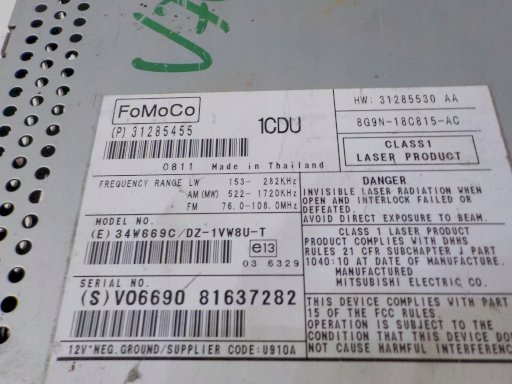 FoMoCo
(P) 31285455
1CDU
HW: 31285530 AA
8G9N-18C815-AC
CLASS1
LASER PRODUCT
0811 Made in Thailand
FREQUENCY RANGE LW 153- 282KHz
AM (MW) 522- 1720KHz
FM 76.0-108.0MHz
MODEL NO.
(E) 34W669C/DZ-1VW8U-T
e13
03 6329
SERIAL NO.
(S)V06690 81637282
12V⎓NEG.GROUND/SUPPLIER CODE:U910A
DANGER
INVISIBLE LASER RADIATION WHEN
OPEN AND INTERLOCK FAILED OR
DEFEATED.
AVOID DIRECT EXPOSURE TO BEAM.
CLASS 1 LASER PRODUCT
PRODUCT COMPLIES WITH DHHS
RULES 21 CFR SUBCHAPTER J PART
1040:10 AT DATE OF MANUFACTURE.
MANUFACTURED
MITSUBISHI ELECTRIC CO.
THIS DEVICE COMPLIES WITH PART
15 OF THE FCC RULES.
OPERATION IS SUBJECT TO THE
CONDITION THAT THIS DEVICE DO
NOT CAUSE HARMFUL INTERFERENC